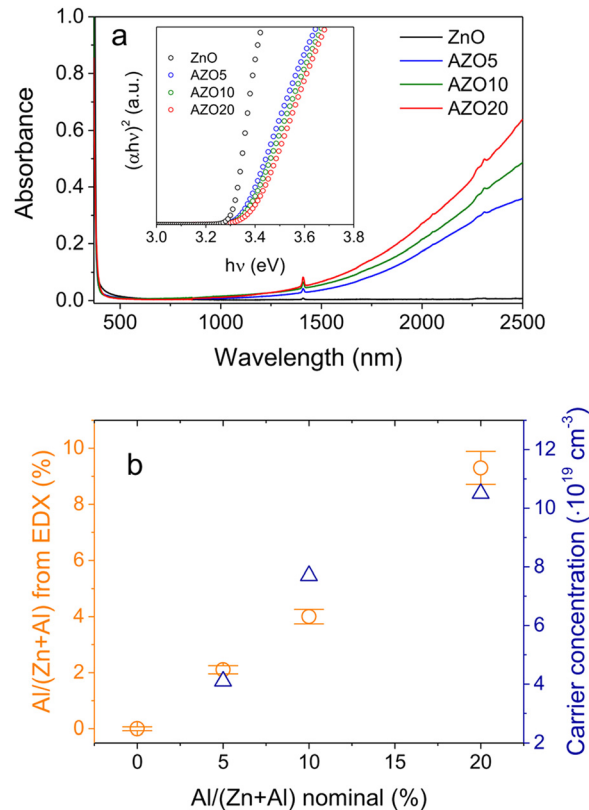 a
ZnO
AZO5
AZO10
AZO20
(αhν)² (a.u.)
3.0 3.2 3.4 3.6 3.8
hν (eV)
ZnO
AZO5
AZO10
AZO20
Absorbance
1.0
0.8
0.6
0.4
0.2
0.0
500 1000 1500 2000 2500
Wavelength (nm)
b
Al/(Zn+Al) from EDX (%)
10
8
6
4
2
0
Carrier concentration (·10¹⁹ cm⁻³)
12
10
8
6
4
2
0 5 10 15 20
Al/(Zn+Al) nominal (%)